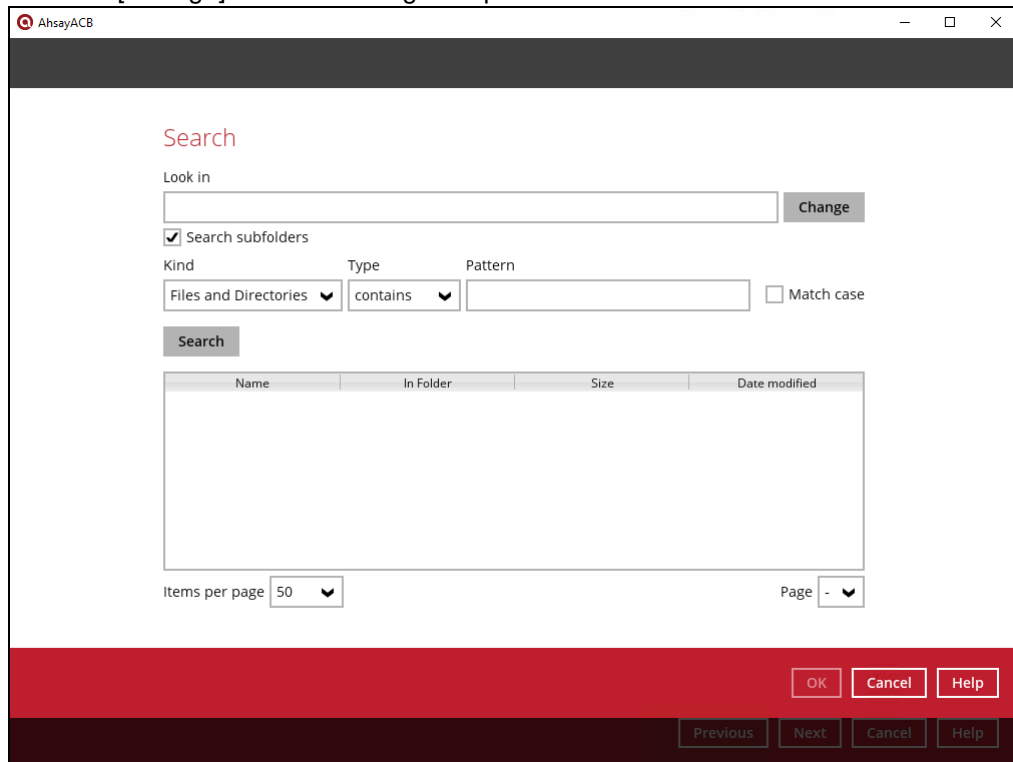 AhsayACB
Search
Look in
Change
Search subfolders
Kind Type Pattern
Files and Directories contains Match case
Search
Name In Folder Size Date modified
Items per page 50 Page -
OK Cancel Help
Previous Next Cancel Help